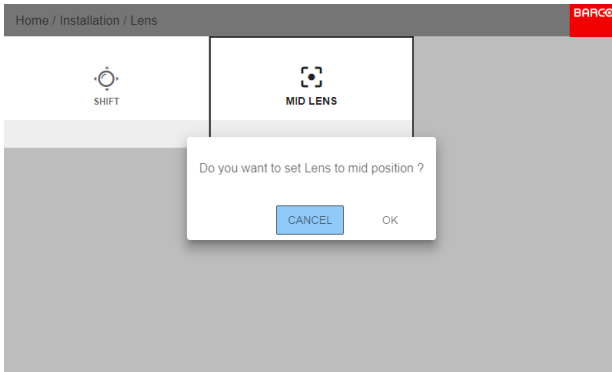 Home / Installation / Lens
BARCO
SHIFT
MID LENS
Do you want to set Lens to mid position ?
CANCEL
OK